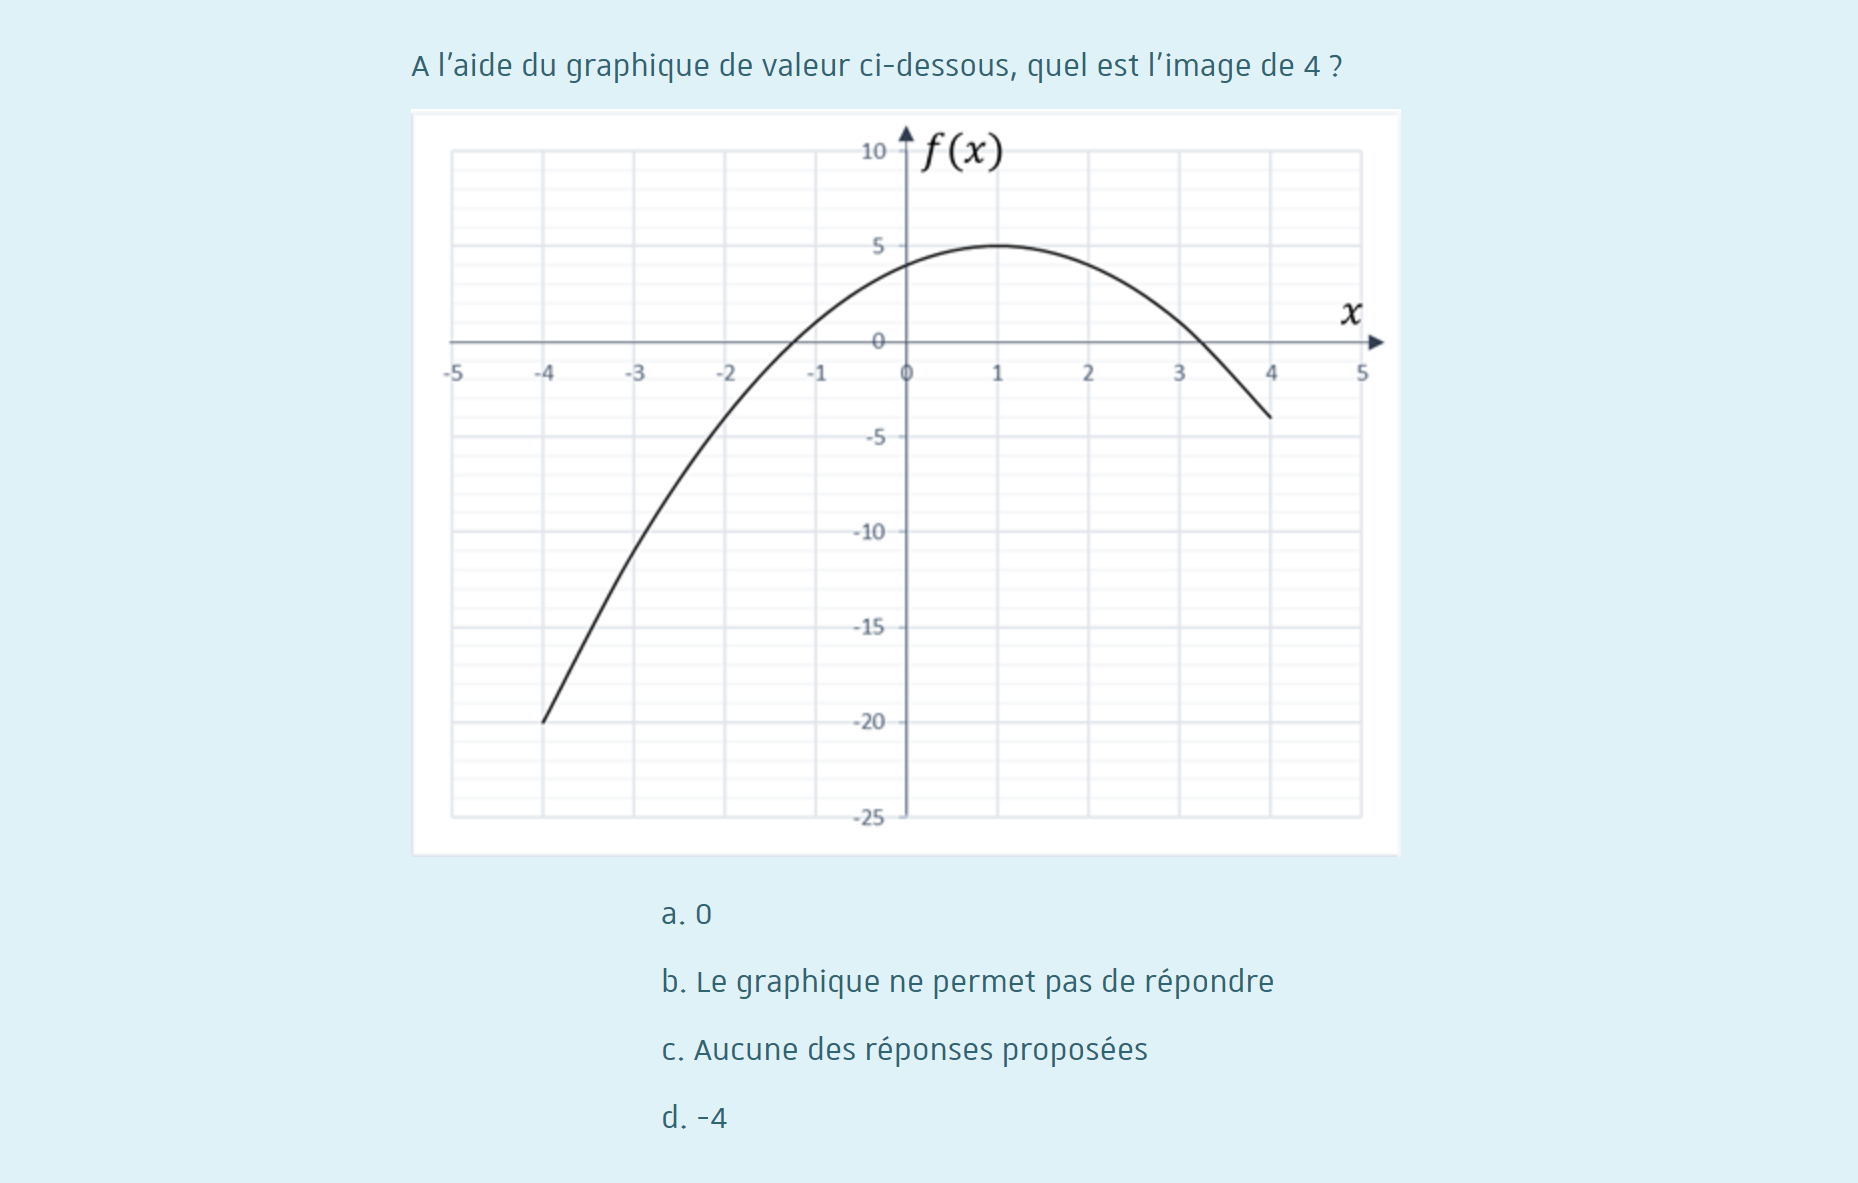 A l'aide du graphique de valeur ci-dessous, quel est l'image de 4 ?
10 f(x)
5
x
0
-5 -4 -3 -2 -1 0 1 2 3 4 5
-5
-10
-15
-20
-25
a. 0
b. Le graphique ne permet pas de répondre
c. Aucune des réponses proposées
d. -4